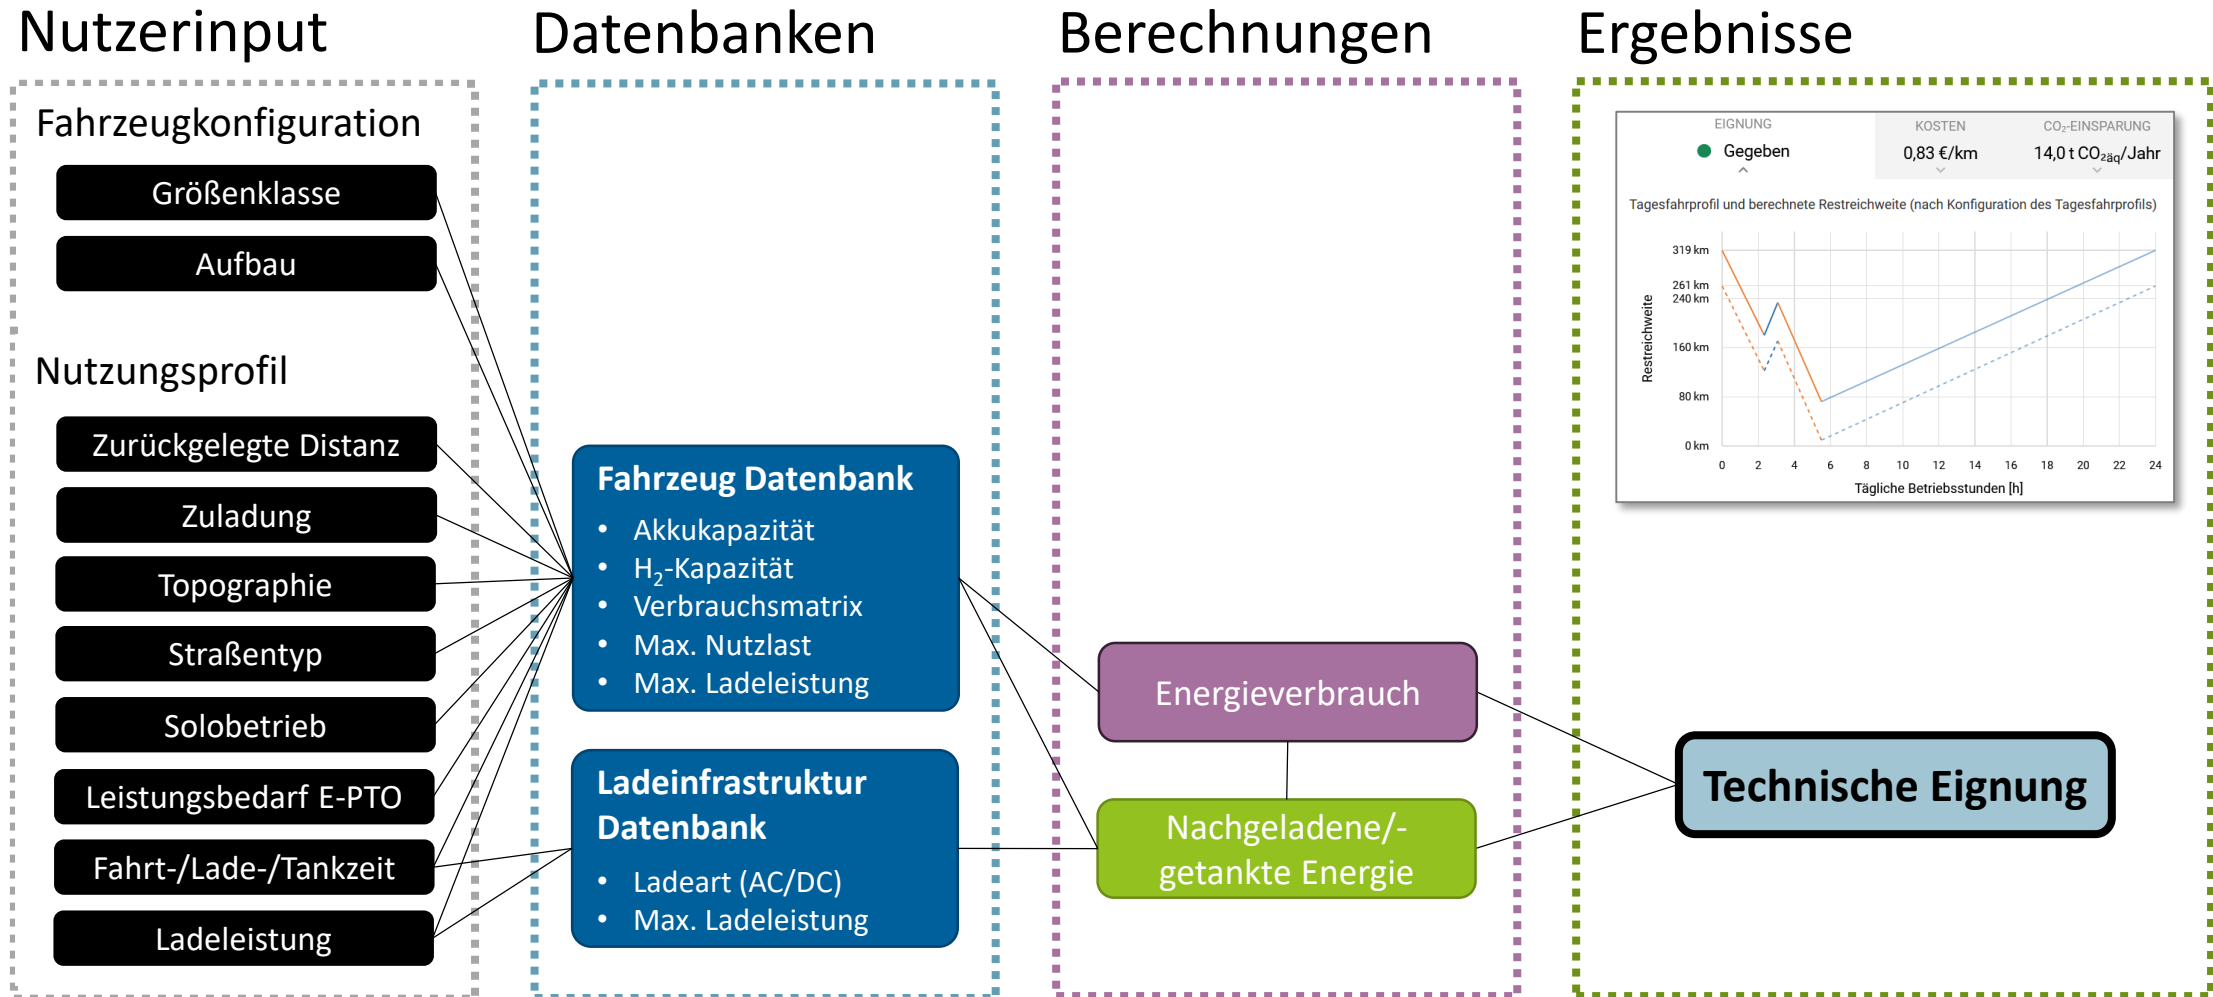 Nutzerinput
Datenbanken
Berechnungen
Ergebnisse
Fahrzeugkonfiguration
Größenklasse
Aufbau
Nutzungsprofil
Zurückgelegte Distanz
Zuladung
Topographie
Straßentyp
Solobetrieb
Leistungsbedarf E-PTO
Fahrt-/Lade-/Tankzeit
Ladeleistung
Fahrzeug Datenbank
• Akkukapazität
• H₂-Kapazität
• Verbrauchsmatrix
• Max. Nutzlast
• Max. Ladeleistung
Ladeinfrastruktur
Datenbank
• Ladeart (AC/DC)
• Max. Ladeleistung
Energieverbrauch
Nachgeladene/-
getankte Energie
EIGNUNG
Gegeben
KOSTEN
0,83 €/km
CO₂-EINSPARUNG
14,0 t CO₂äq/Jahr
Tagesfahrprofil und berechnete Restreichweite (nach Konfiguration des Tagesfahrprofils)
Restreichweite
319 km
261 km
240 km
160 km
80 km
0 km
0 2 4 6 8 10 12 14 16 18 20 22 24
Tägliche Betriebsstunden [h]
Technische Eignung